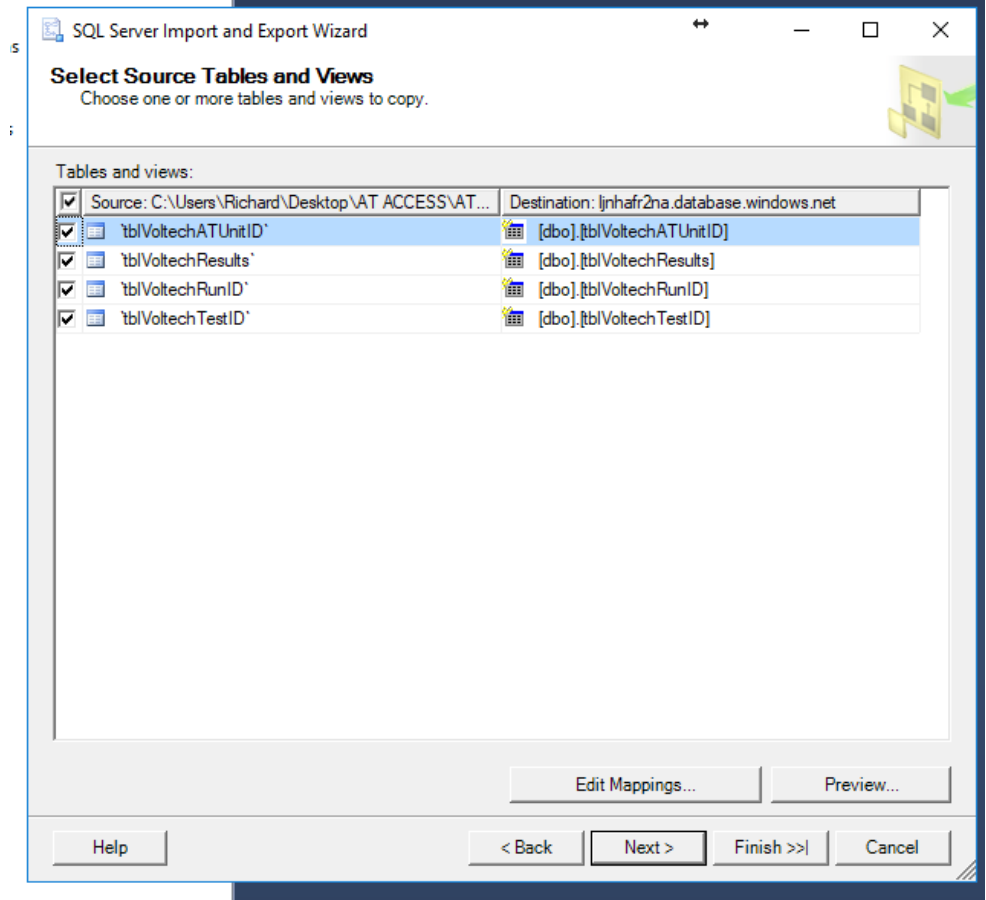 SQL Server Import and Export Wizard
Select Source Tables and Views
Choose one or more tables and views to copy.
Tables and views:
Source: C:\Users\Richard\Desktop\AT ACCESS\AT... Destination: ljnhafr2na.database.windows.net
`tblVoltechATUnitID` [dbo].[tblVoltechATUnitID]
`tblVoltechResults` [dbo].[tblVoltechResults]
`tblVoltechRunID` [dbo].[tblVoltechRunID]
`tblVoltechTestID` [dbo].[tblVoltechTestID]
Edit Mappings... Preview...
Help < Back Next > Finish >>| Cancel